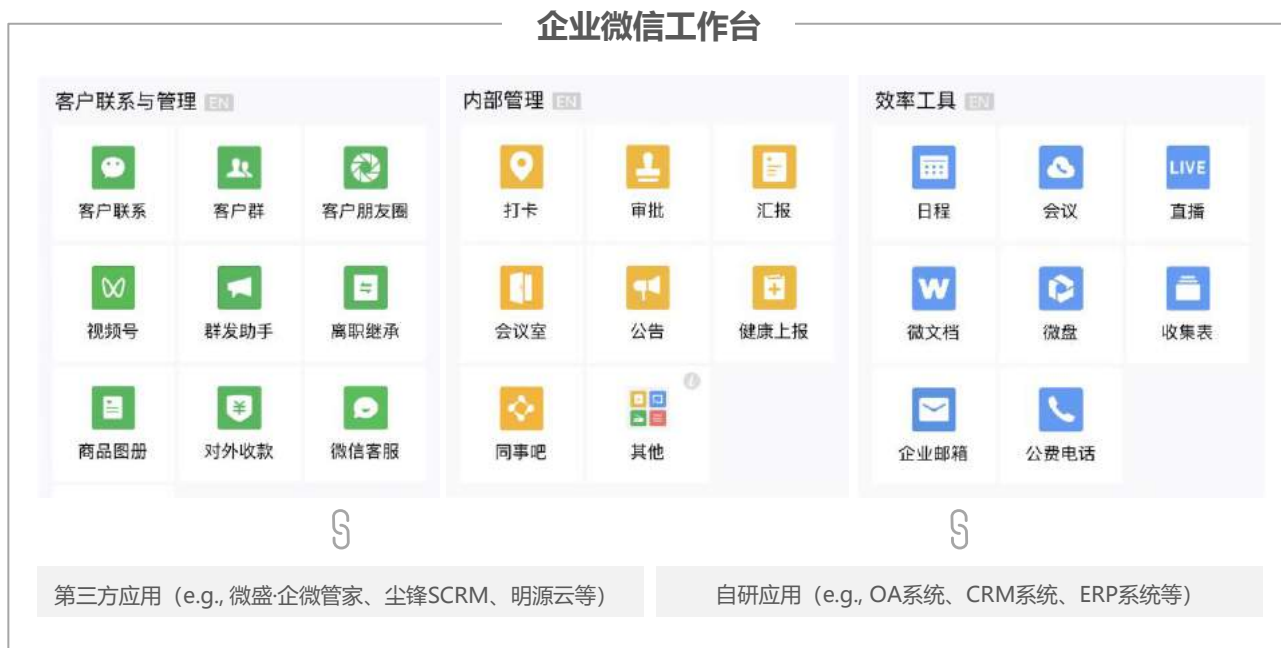 企业微信工作台
客户联系与管理 EN
客户联系 客户群 客户朋友圈
视频号 群发助手 离职继承
商品图册 对外收款 微信客服
内部管理 EN
打卡 审批 汇报
会议室 公告 健康上报
同事吧 其他
效率工具 EN
日程 会议 LIVE 直播
微文档 微盘 收集表
企业邮箱 公费电话
第三方应用（e.g., 微盛·企微管家、尘锋SCRM、明源云等）
自研应用（e.g., OA系统、CRM系统、ERP系统等）